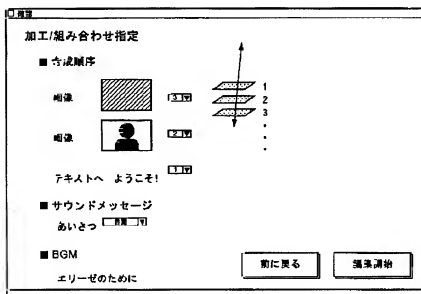 確認
加工/組み合わせ指定
■ 合成順序
画像 3
画像 2
テキストへ ようこそ! 1
1
2
3
■ サウンドメッセージ
あいさつ
■ BGM
エリーゼのために
前に戻る
編集開始